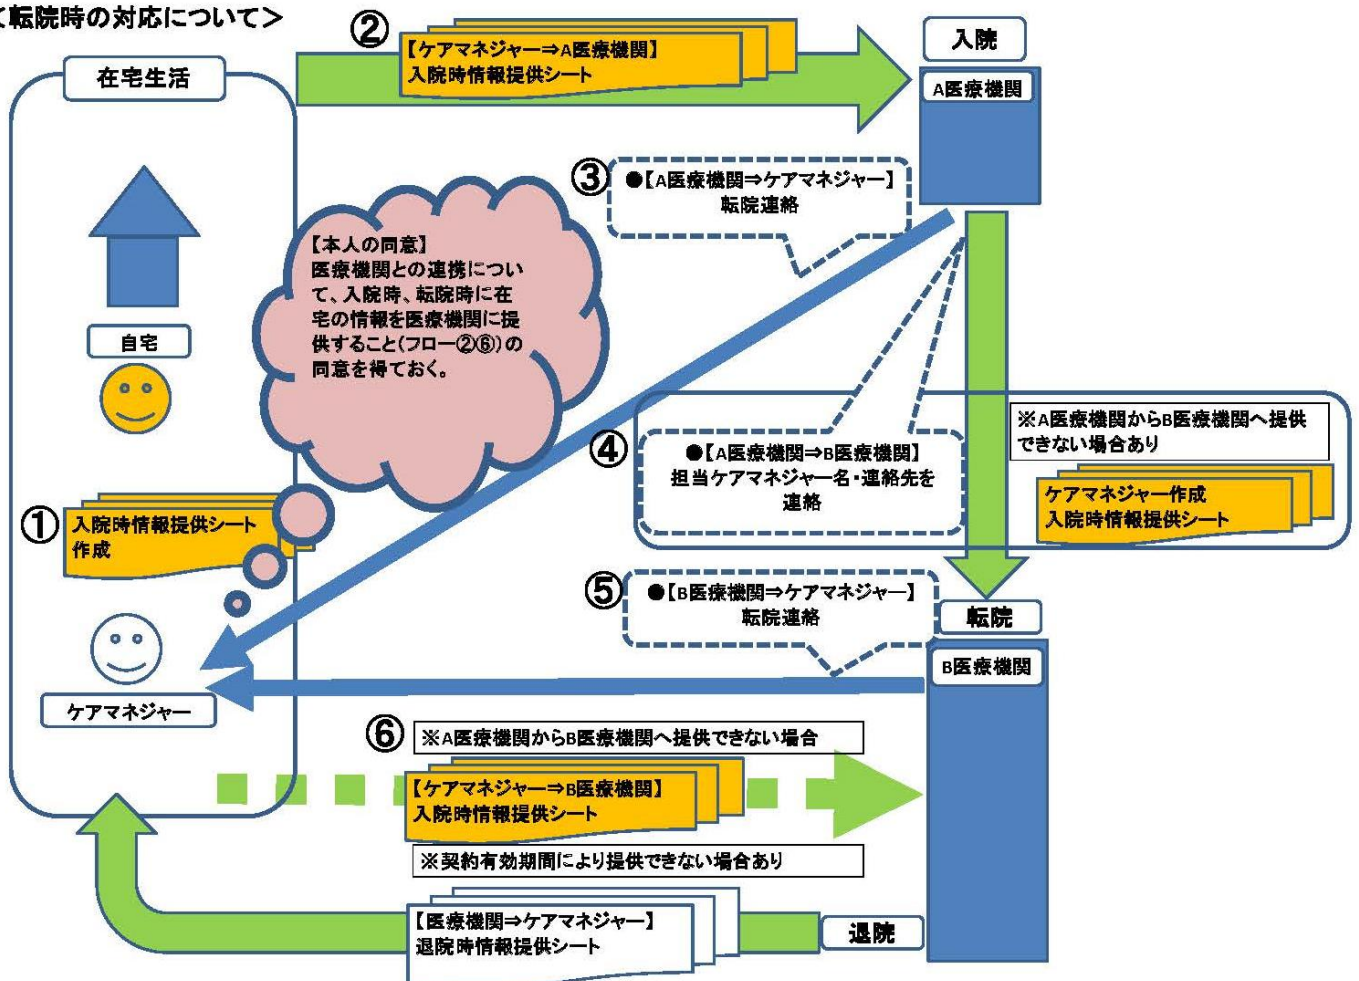 <転院時の対応について>
在宅生活
②
【ケアマネジャー⇒A医療機関】
入院時情報提供シート
入院
A医療機関
③
●【A医療機関⇒ケアマネジャー】
転院連絡
【本人の同意】
医療機関との連携につい
て、入院時、転院時に在
宅の情報を医療機関に提
供すること(フロー②⑥)の
同意を得ておく。
自宅
④
●【A医療機関⇒B医療機関】
担当ケアマネジャー名・連絡先を
連絡
※A医療機関からB医療機関へ提供
できない場合あり
ケアマネジャー作成
入院時情報提供シート
①
入院時情報提供シート
作成
⑤
●【B医療機関⇒ケアマネジャー】
転院連絡
転院
B医療機関
ケアマネジャー
⑥
※A医療機関からB医療機関へ提供できない場合
【ケアマネジャー⇒B医療機関】
入院時情報提供シート
※契約有効期間により提供できない場合あり
【医療機関⇒ケアマネジャー】
退院時情報提供シート
退院